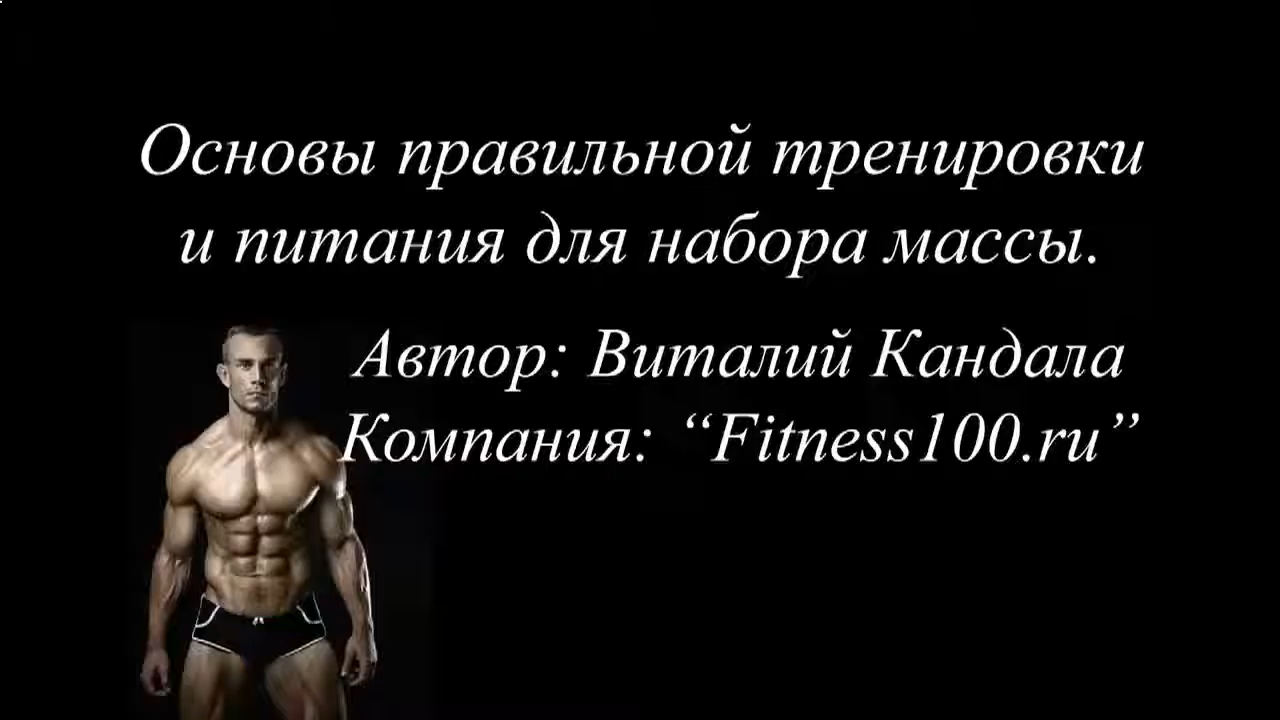 Основы правильной тренировки
и питания для набора массы.
Автор: Виталий Кандала
Компания: “Fitness100.ru”